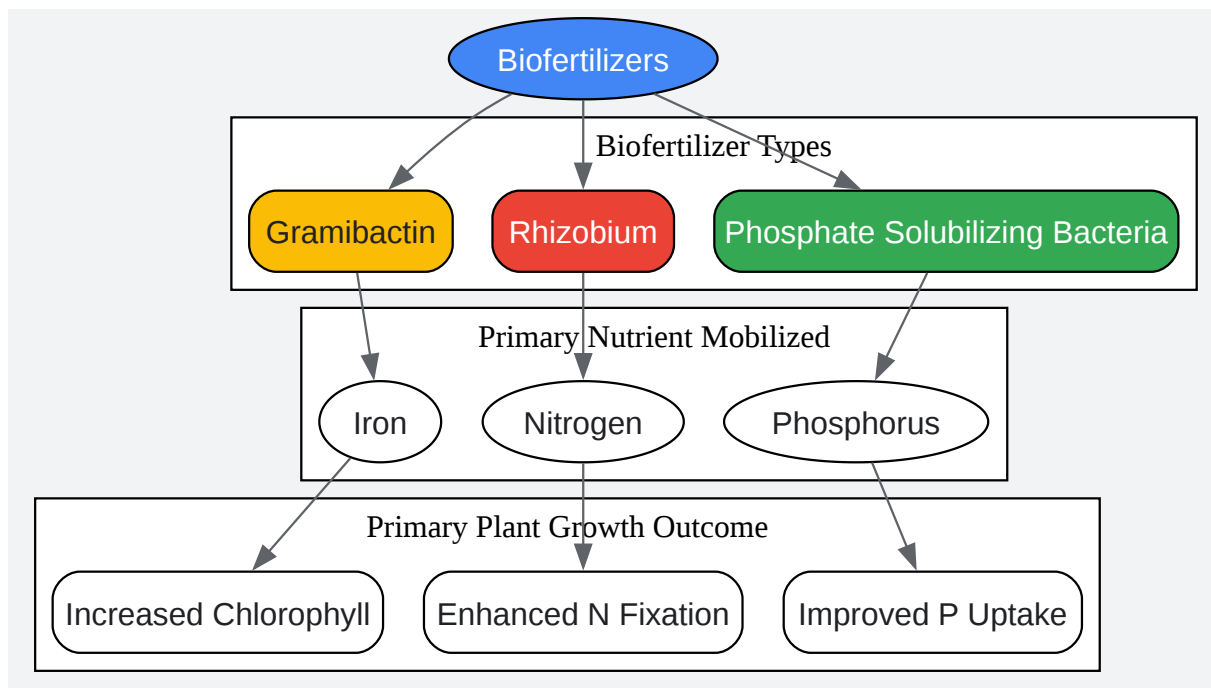 Biofertilizers
Biofertilizer Types
Gramibactin
Rhizobium
Phosphate Solubilizing Bacteria
Primary Nutrient Mobilized
Iron
Nitrogen
Phosphorus
Primary Plant Growth Outcome
Increased Chlorophyll
Enhanced N Fixation
Improved P Uptake